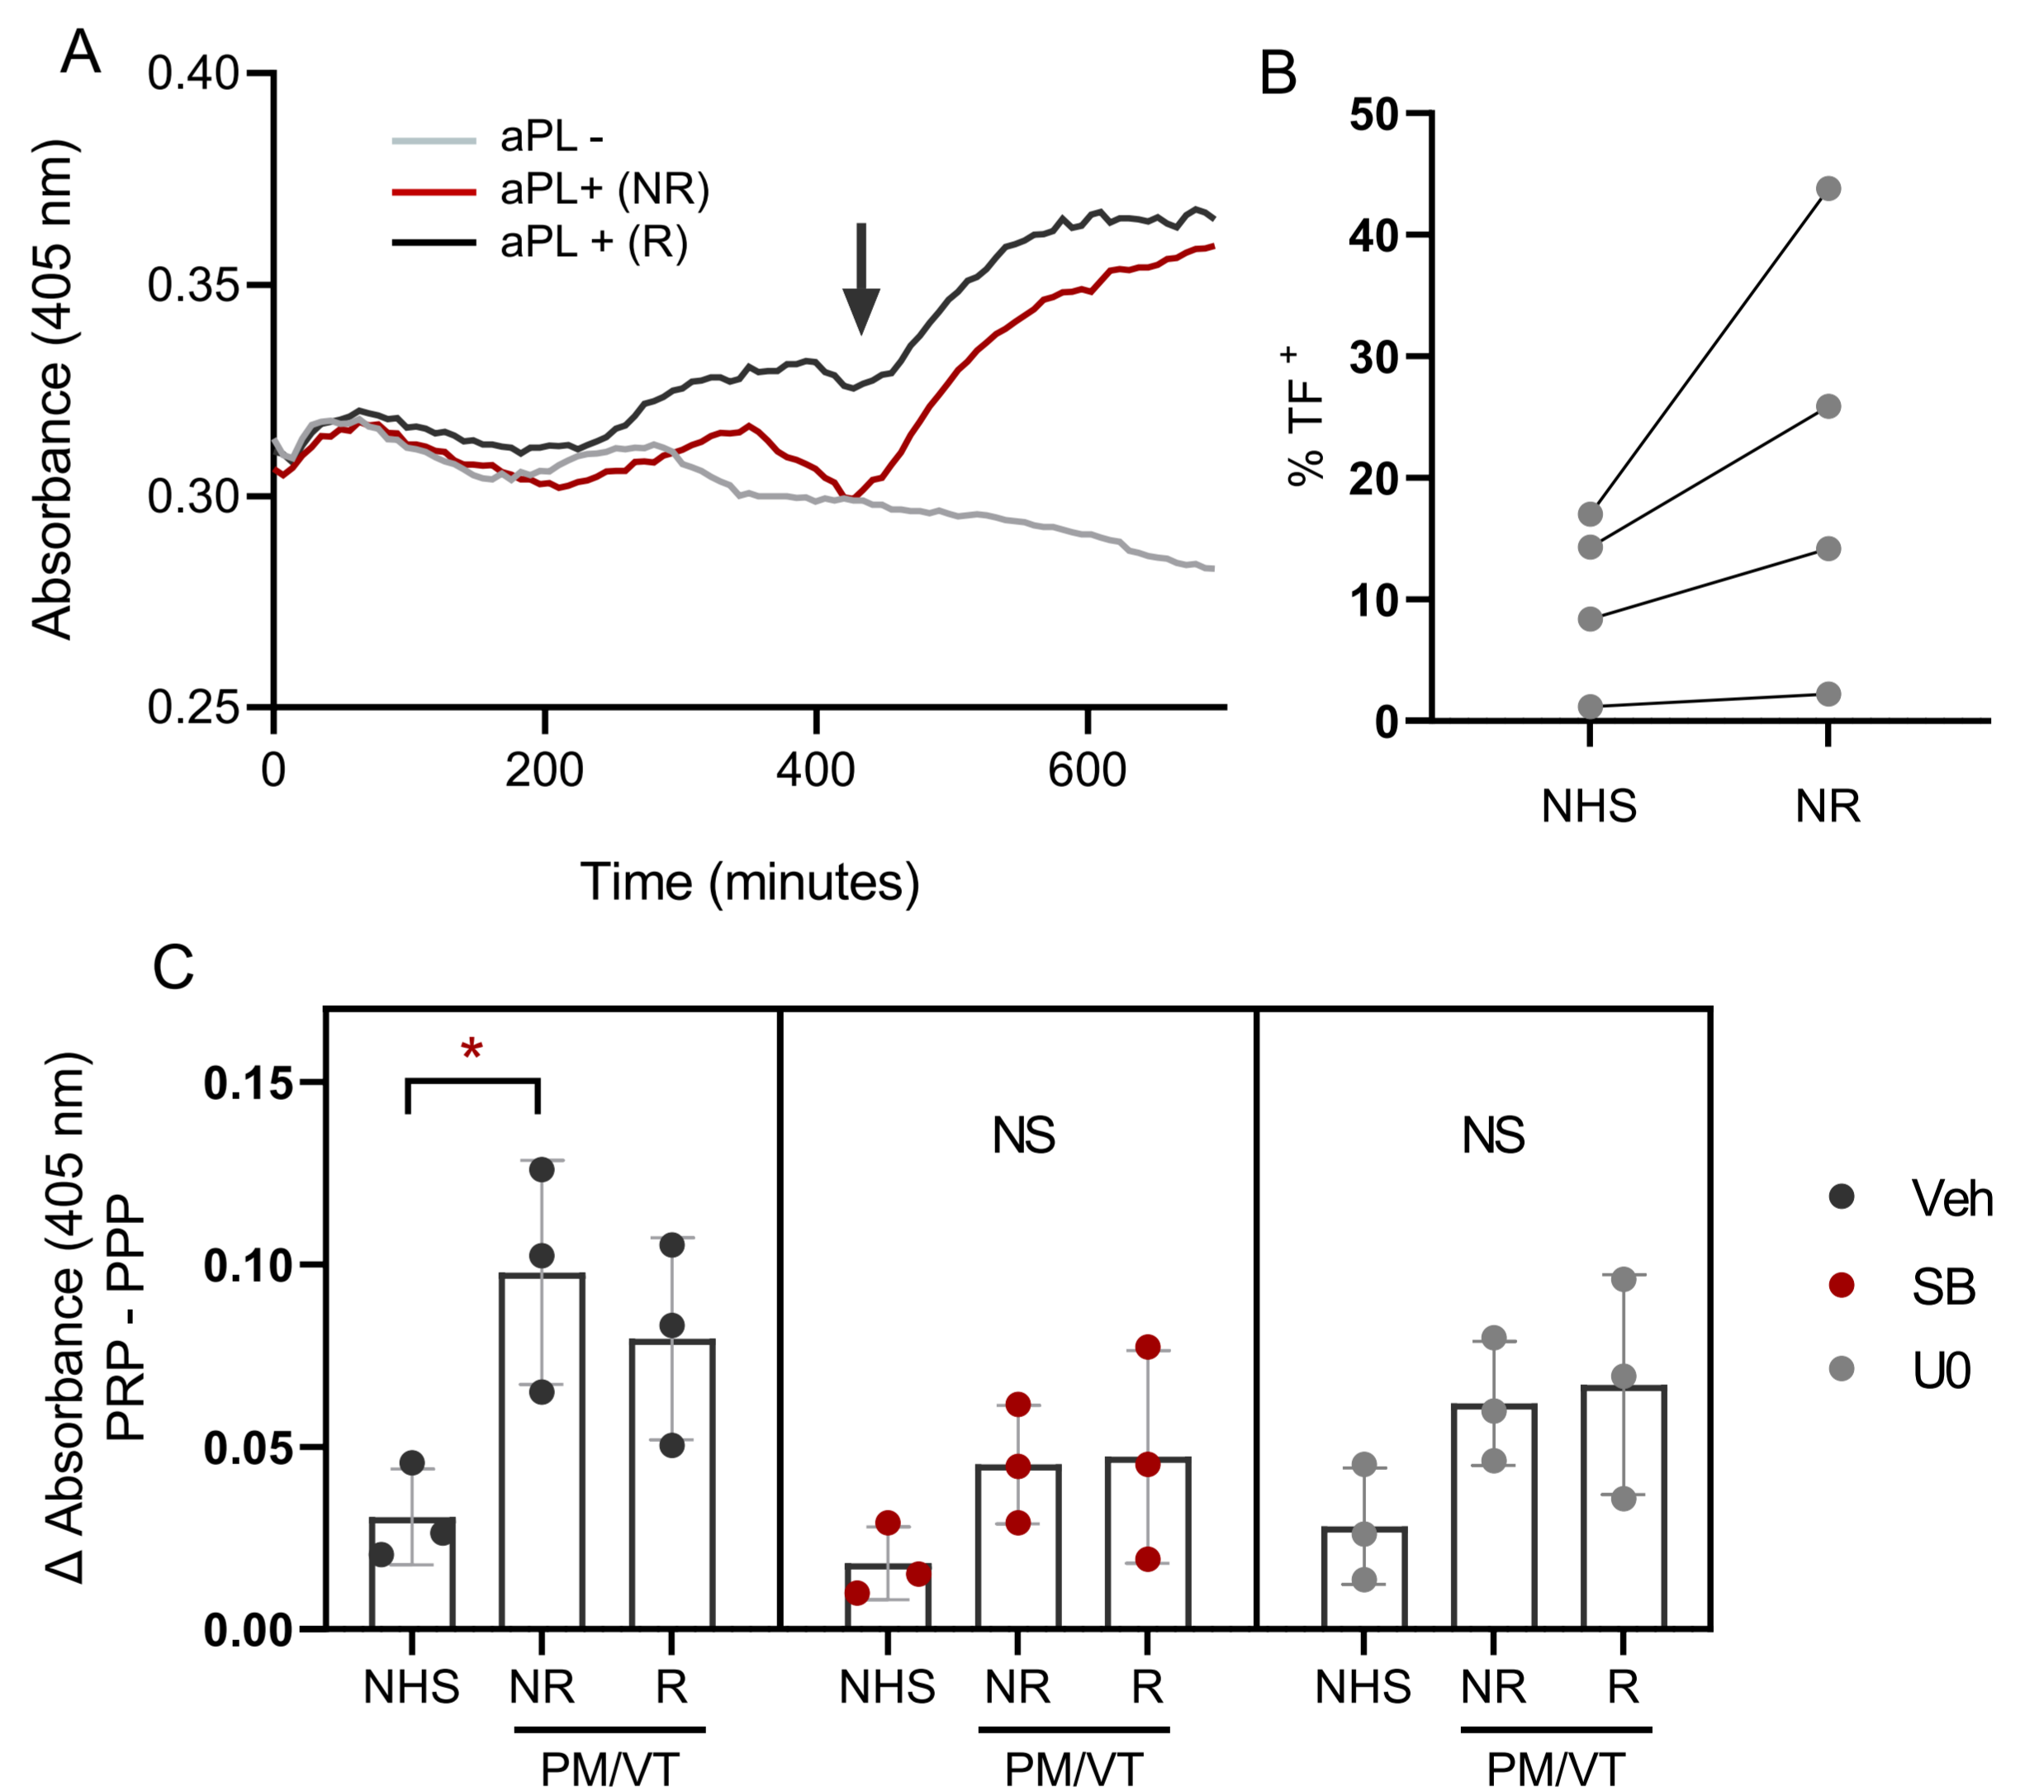 A
0.40
0.35
0.30
0.25
Absorbance (405 nm)
aPL -
aPL+ (NR)
aPL + (R)
0 200 400 600
Time (minutes)
B
50
40
30
20
10
0
% TF +
NHS NR
C
0.15
0.10
0.05
0.00
Δ Absorbance (405 nm)
PRP - PPP
*
NS
NS
Veh
SB
U0
NHS NR R NHS NR R NHS NR R
PM/VT PM/VT PM/VT